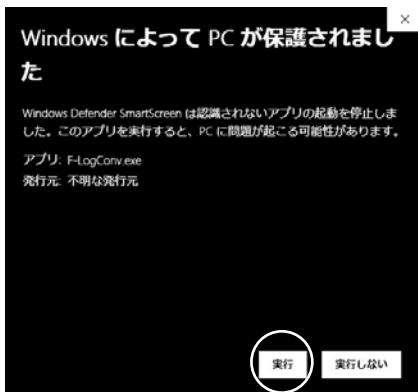 ×
Windows によって PC が保護されまし
た
Windows Defender SmartScreen は認識されないアプリの起動を停止しま
した。このアプリを実行すると、PC に問題が起こる可能性があります。
アプリ: F-LogConv.exe
発行元: 不明な発行元
実行 実行しない